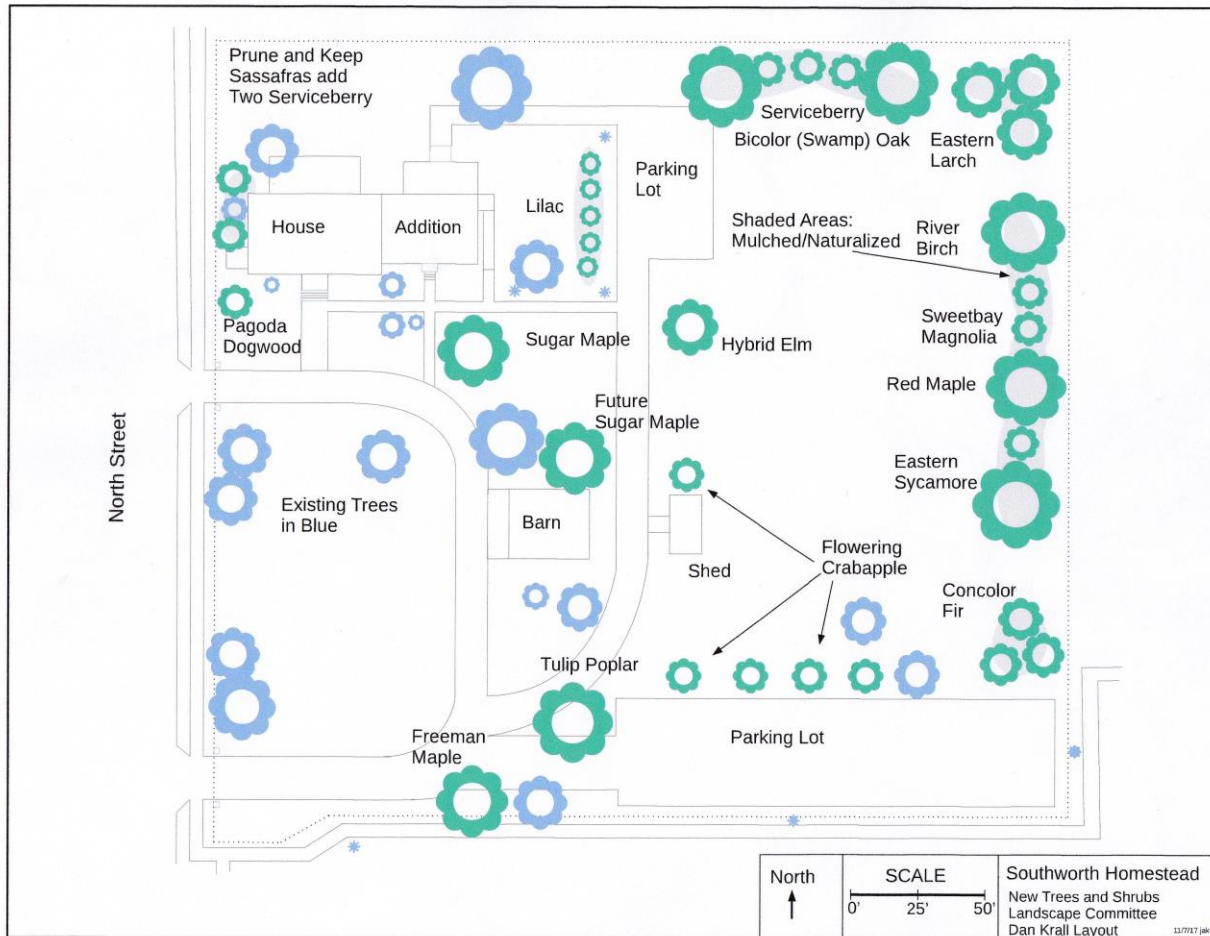 Prune and Keep
Sassafras add
Two Serviceberry
Serviceberry
Bicolor (Swamp) Oak
Eastern
Larch
Parking
Lot
House
Addition
Lilac
Shaded Areas:
Mulched/Naturalized
River
Birch
Pagoda
Dogwood
Sugar Maple
Hybrid Elm
Sweetbay
Magnolia
Red Maple
North Street
Future
Sugar Maple
Existing Trees
in Blue
Barn
Eastern
Sycamore
Shed
Flowering
Crabapple
Concolor
Fir
Tulip Poplar
Freeman
Maple
Parking Lot
North
SCALE
0' 25' 50'
Southworth Homestead
New Trees and Shrubs
Landscape Committee
Dan Krall Layout
11/7/17 jak